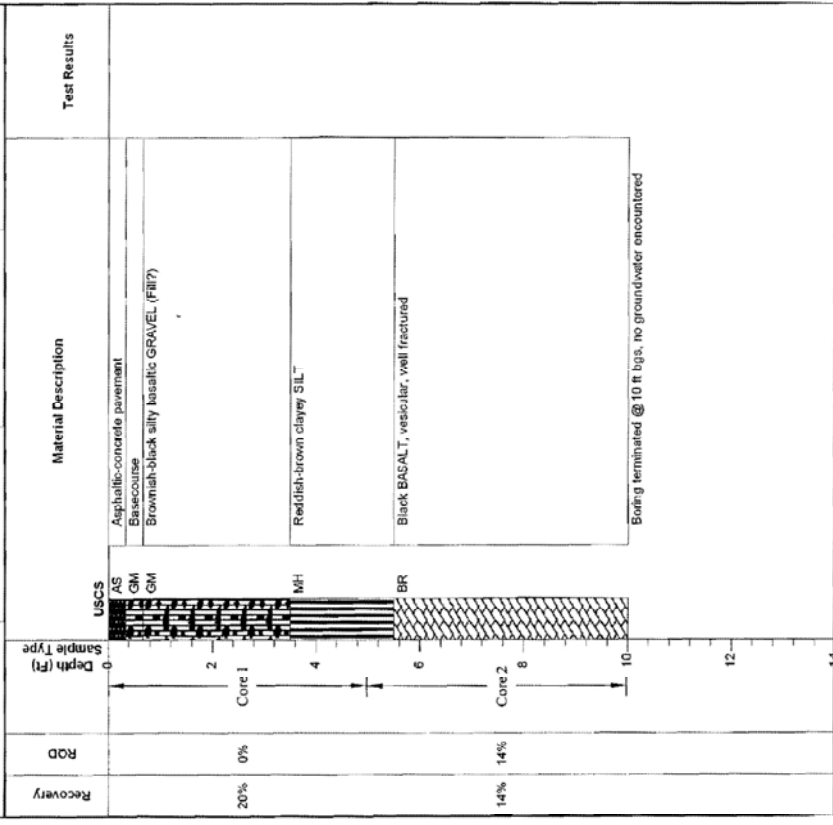 Recovery
RQD
Depth (Ft)
Sample Type
USCS
Material Description
Test Results
20%
0%
Core 1
14%
14%
Core 2
0
2
4
6
8
10
12
14
AS
GM
GM
MH
BR
Asphaltic-concrete pavement
Basecourse
Brownish-black silty basaltic GRAVEL (Fill?)
Reddish-brown clayey SILT
Black BASALT, vesicular, well fractured
Boring terminated @ 10 ft bgs, no groundwater encountered